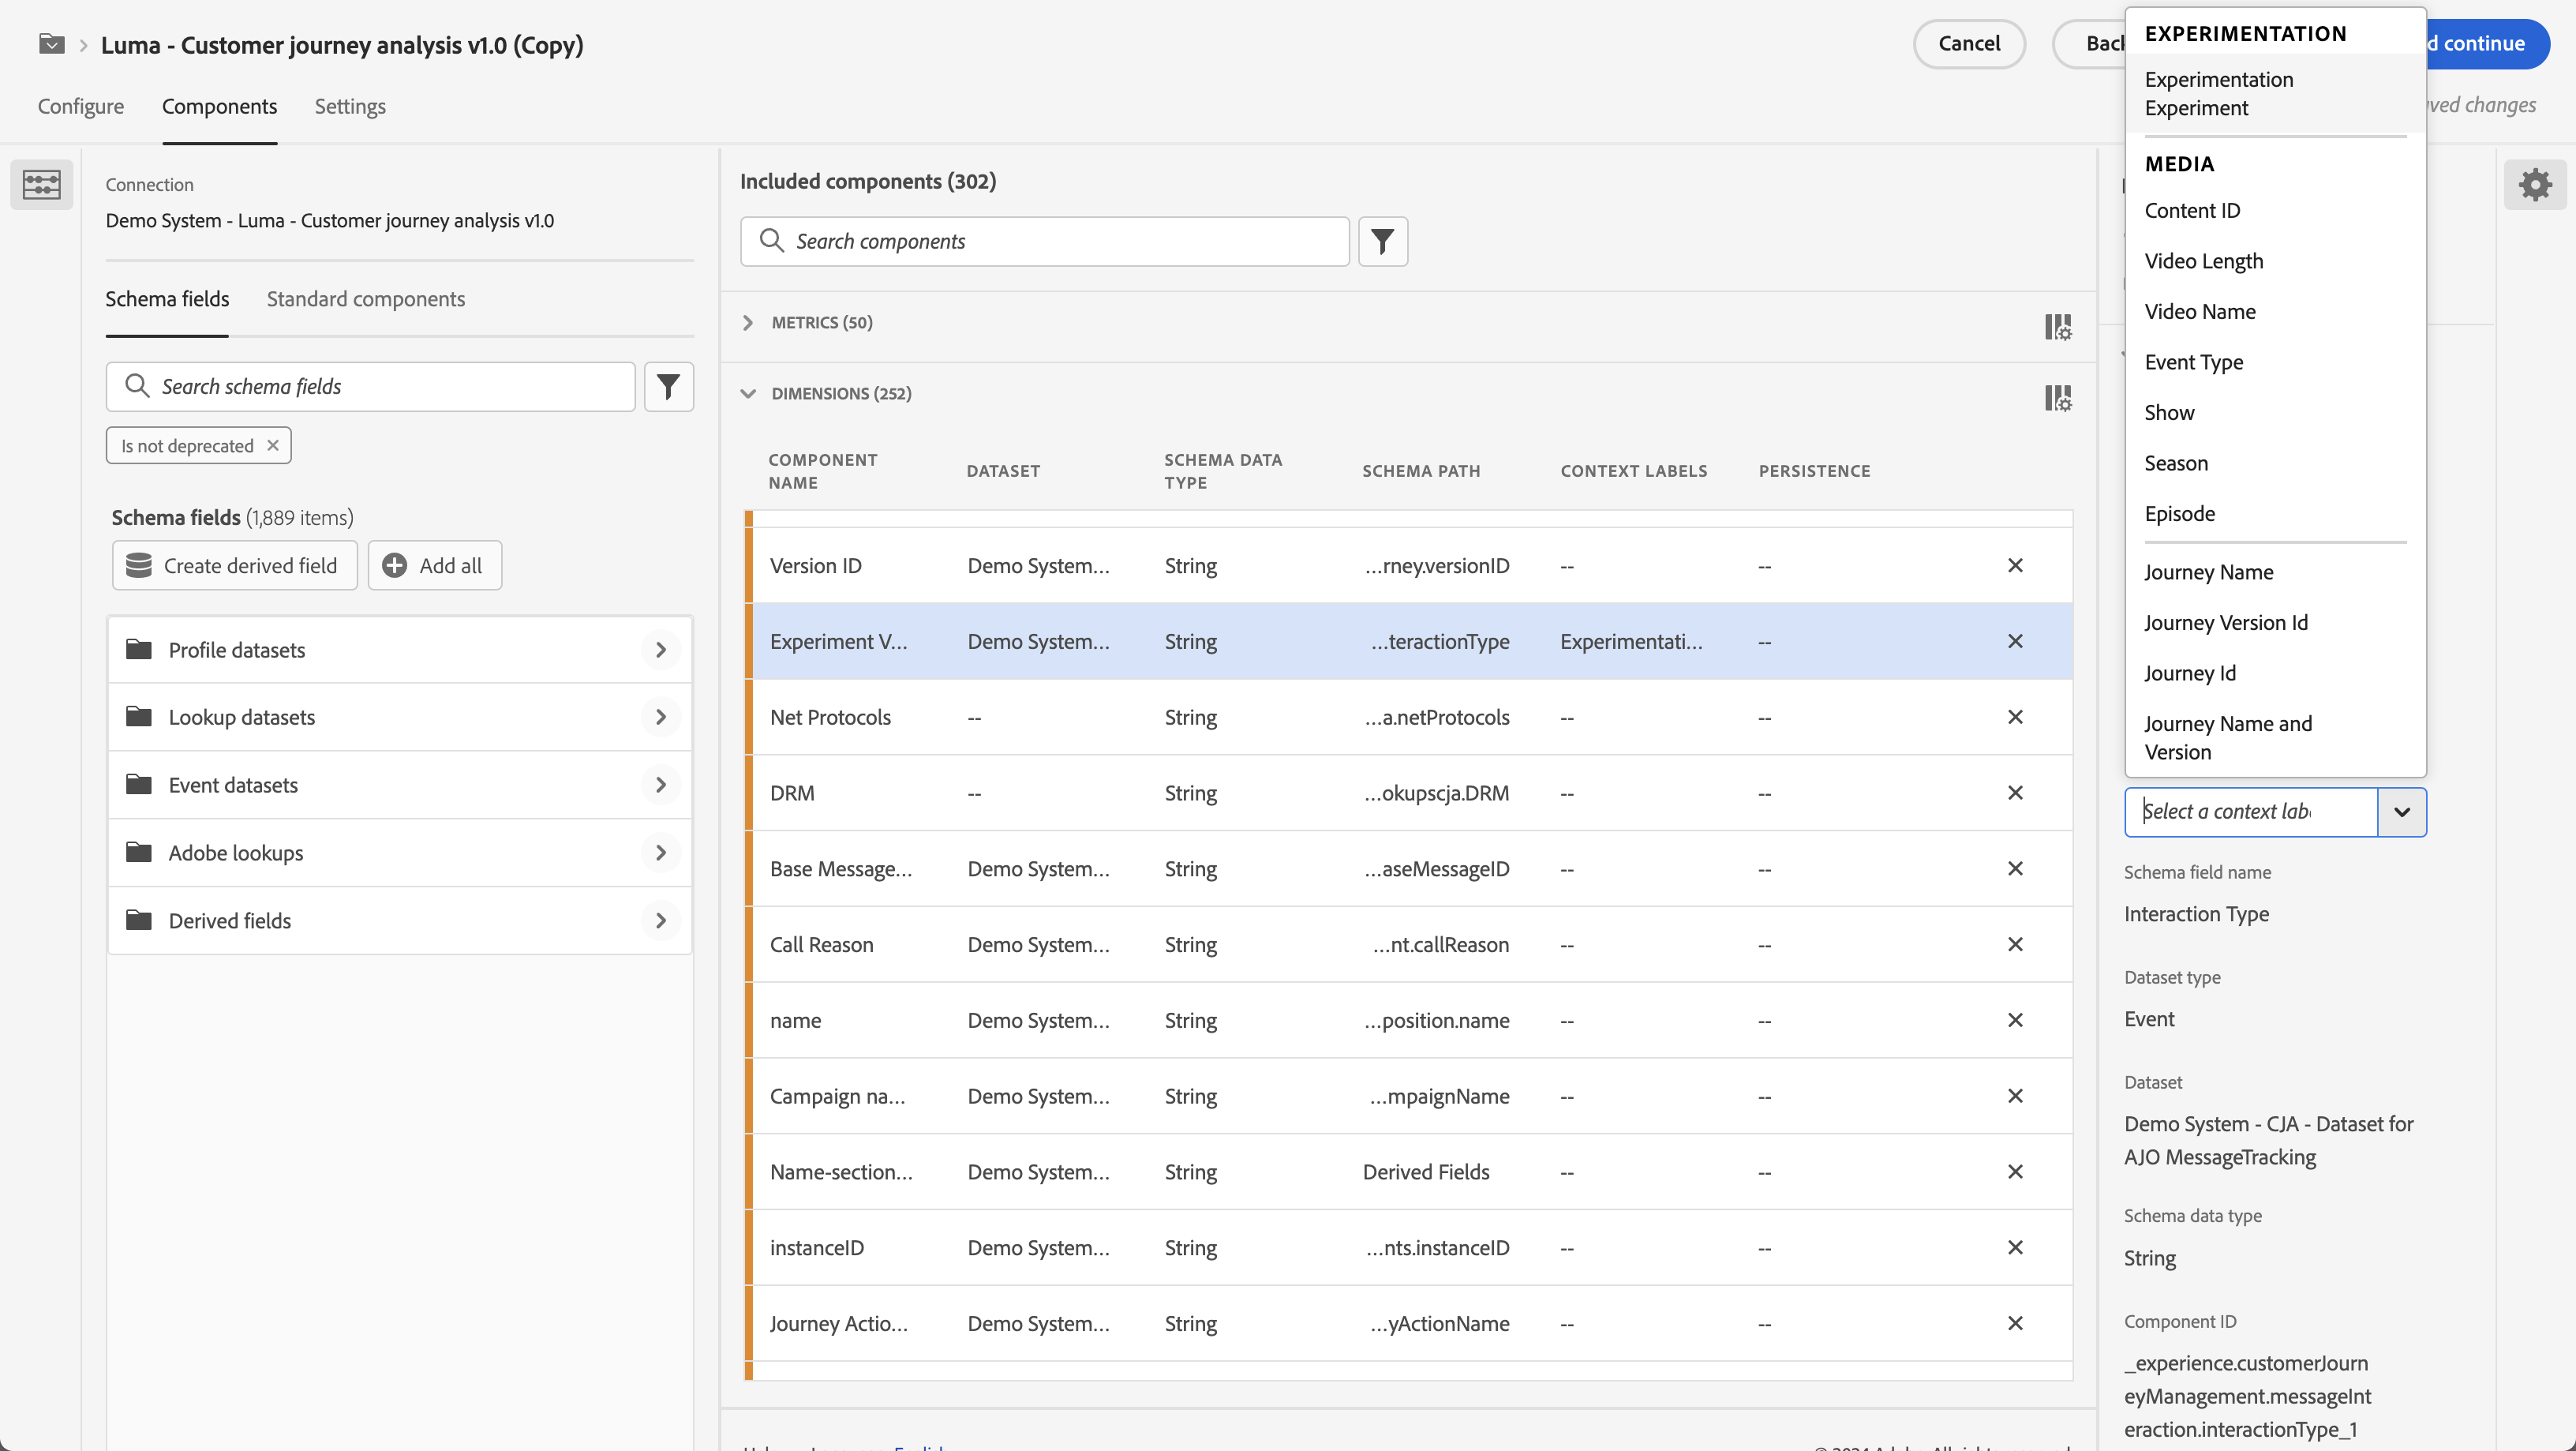 Luma - Customer journey analysis v1.0 (Copy)
Cancel
Back
d continue
Configure
Components
Settings
ved changes
Connection
Demo System - Luma - Customer journey analysis v1.0
Schema fields
Standard components
Search schema fields
Is not deprecated
Schema fields (1,889 items)
Create derived field
Add all
Profile datasets
Lookup datasets
Event datasets
Adobe lookups
Derived fields
Included components (302)
Search components
METRICS (50)
DIMENSIONS (252)
COMPONENT NAME DATASET SCHEMA DATA TYPE SCHEMA PATH CONTEXT LABELS PERSISTENCE
Version ID Demo System... String ...rney.versionID -- --
Experiment V... Demo System... String ...teractionType Experimentati... --
Net Protocols -- String ...a.netProtocols -- --
DRM -- String ...okupscja.DRM -- --
Base Message... Demo System... String ...aseMessageID -- --
Call Reason Demo System... String ...nt.callReason -- --
name Demo System... String ...position.name -- --
Campaign na... Demo System... String ...mpaignName -- --
Name-section... Demo System... String Derived Fields -- --
instanceID Demo System... String ...nts.instanceID -- --
Journey Actio... Demo System... String ...yActionName -- --
English
EXPERIMENTATION
Experimentation
Experiment
MEDIA
Content ID
Video Length
Video Name
Event Type
Show
Season
Episode
Journey Name
Journey Version Id
Journey Id
Journey Name and
Version
Select a context lab
Schema field name
Interaction Type
Dataset type
Event
Dataset
Demo System - CJA - Dataset for
AJO MessageTracking
Schema data type
String
Component ID
_experience.customerJourn
eyManagement.messageInt
eraction.interactionType_1